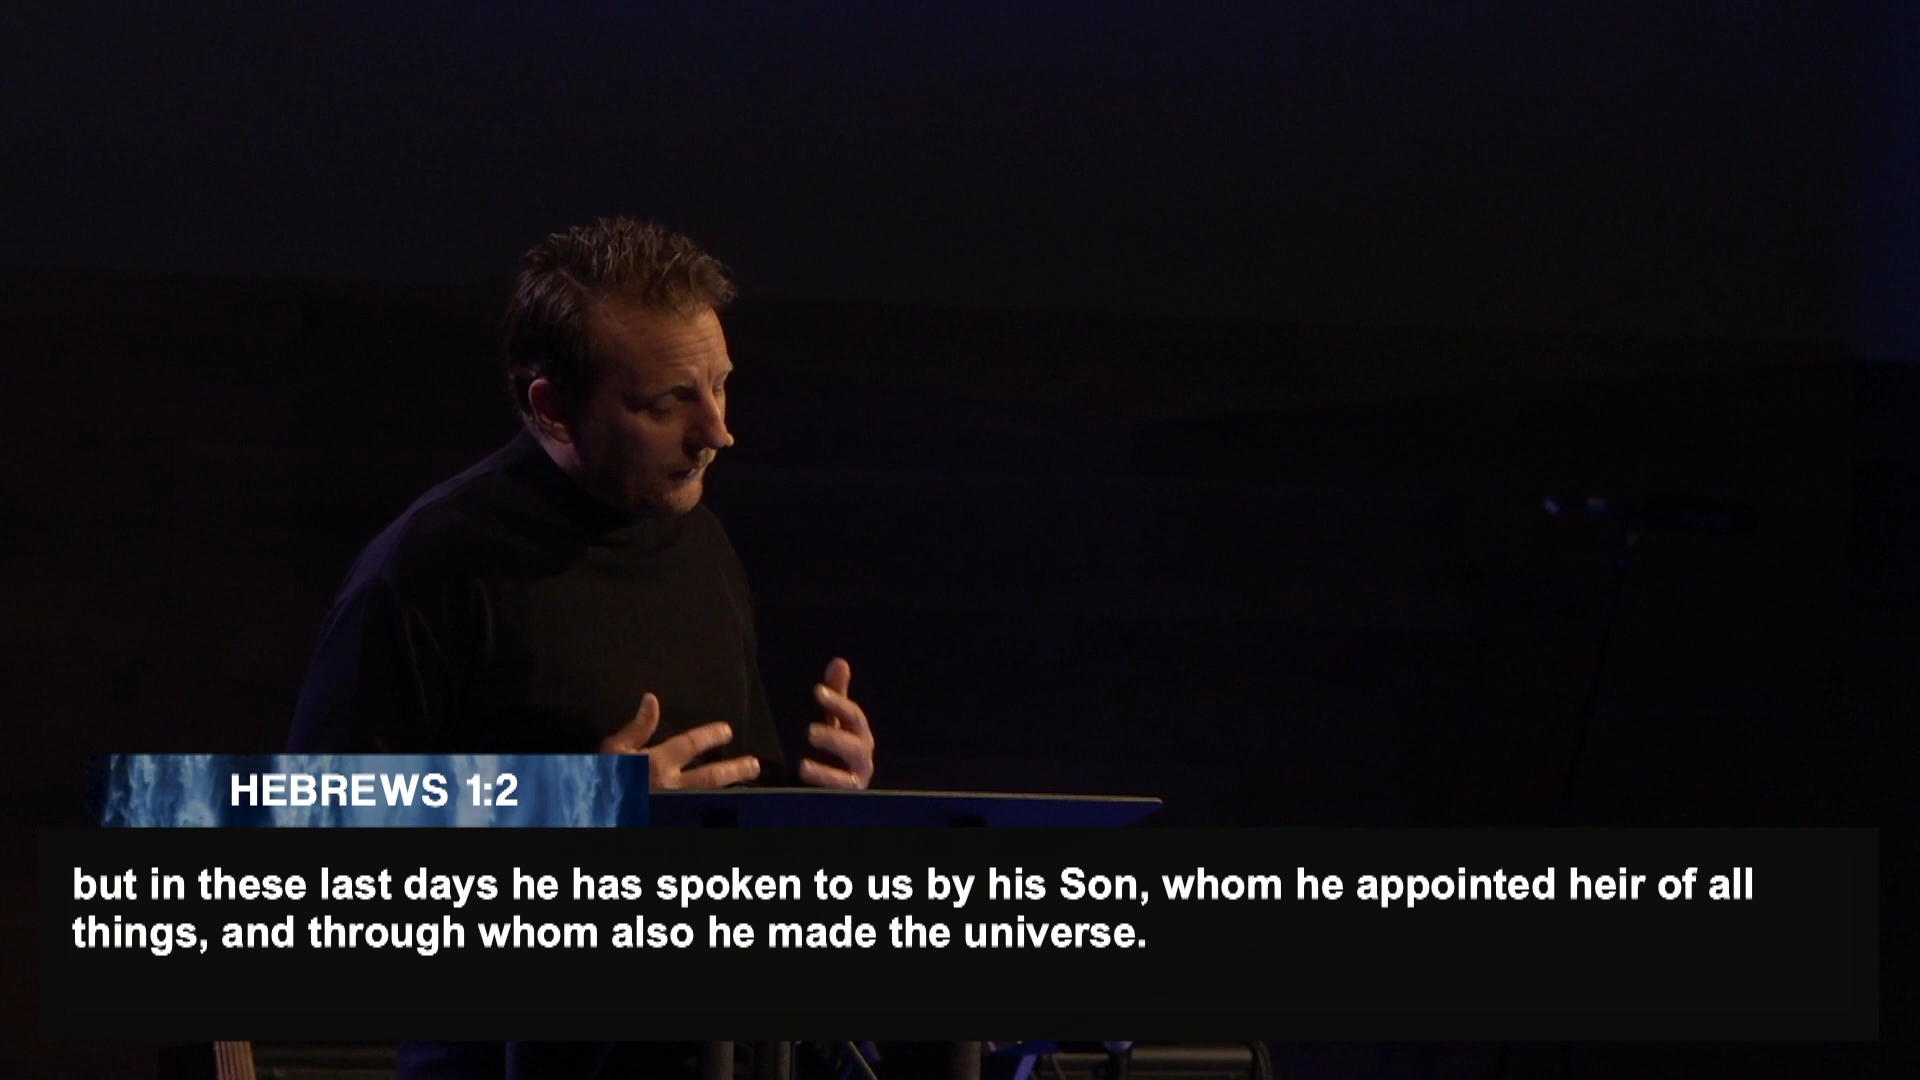 HEBREWS 1:2
but in these last days he has spoken to us by his Son, whom he appointed heir of all
things, and through whom also he made the universe.